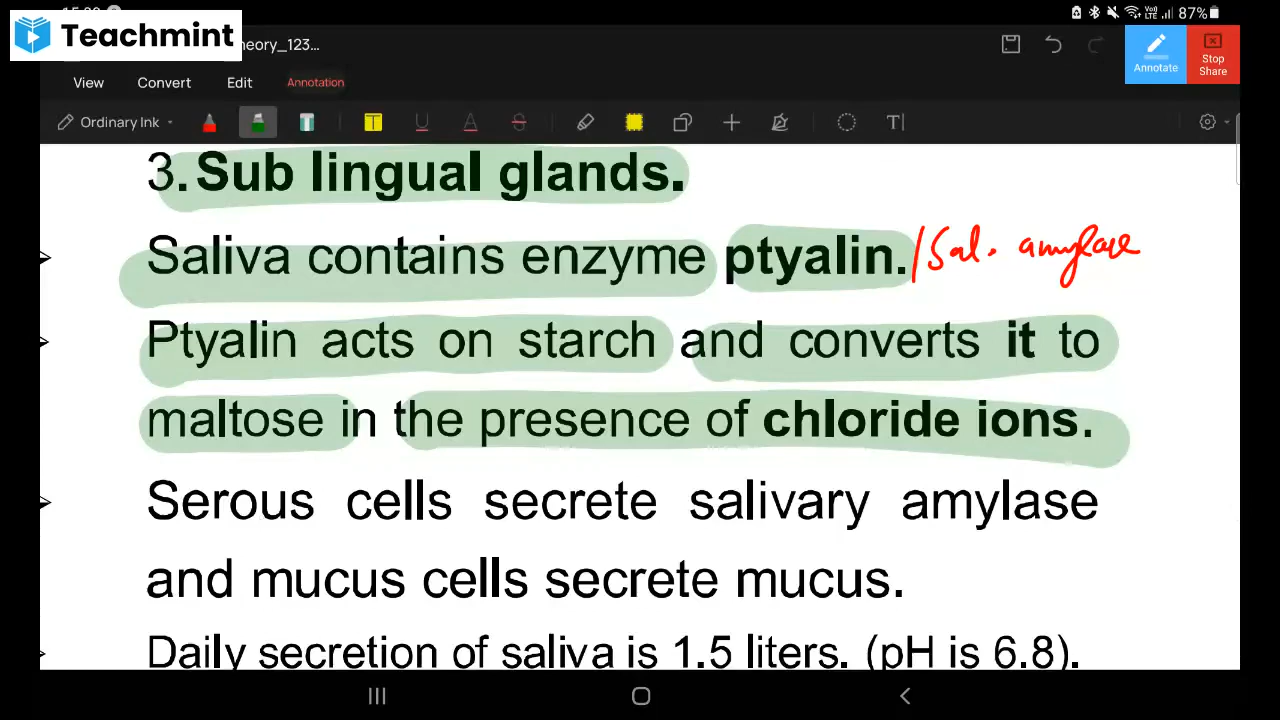 87%
Teachmint
heory_123...
Annotate
Stop Share
View Convert Edit Annotation
Ordinary Ink
3. Sub lingual glands.
Saliva contains enzyme ptyalin. /Sal. amylase
Ptyalin acts on starch and converts it to
maltose in the presence of chloride ions.
Serous cells secrete salivary amylase
and mucus cells secrete mucus.
Daily secretion of saliva is 1.5 liters. (pH is 6.8).